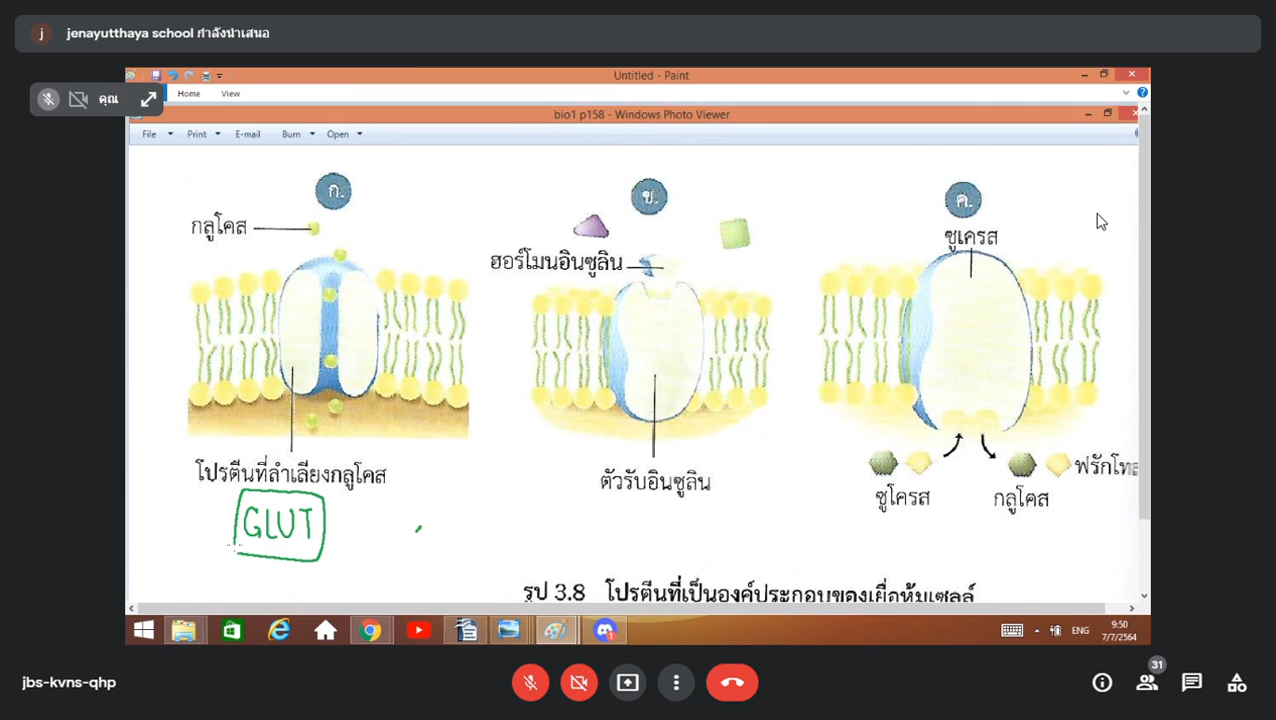 j jenayutthaya school กำลังนำเสนอ
Untitled - Paint
คุณ
Home View
bio1 p158 - Windows Photo Viewer
File Print E-mail Burn Open
ก. ข. ค.
กลูโคส
ซูเครส
ฮอร์โมนอินซูลิน
โปรตีนที่ลำเลียงกลูโคส
ตัวรับอินซูลิน
ฟรักโทส
ซูโครส กลูโคส
GLUT
รูป 3.8 โปรตีนที่เป็นองค์ประกอบของเยื่อหุ้มเซลล์
ENG
9:50
7/7/2564
1
31
jbs-kvns-qhp